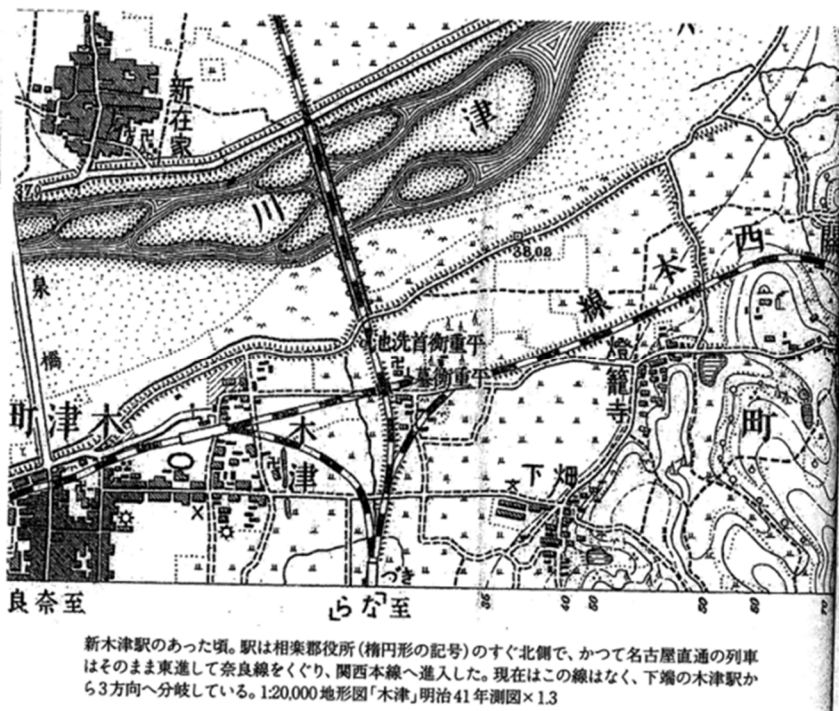 新在家
津
川
泉橋
38.02
西本線
平重衡首洗池
平重衡墓
燈籠寺
木津町
木津
町
下畑
づき
至奈良
至「なら」
新木津駅のあった頃。駅は相楽郡役所(楕円形の記号)のすぐ北側で、かつて名古屋直通の列車
はそのまま東進して奈良線をくぐり、関西本線へ進入した。現在はこの線はなく、下端の木津駅か
ら3方向へ分岐している。1:20,000地形図「木津」明治41年測図×1.3